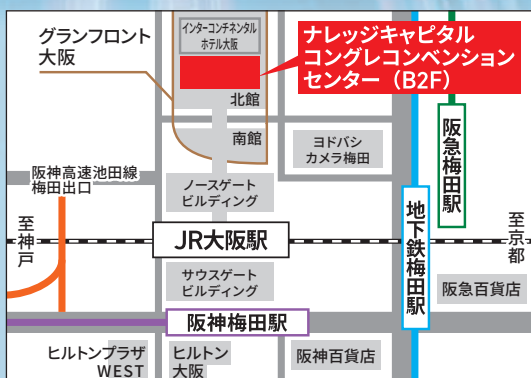 グランフロント
大阪
インターコンチネンタル
ホテル大阪
ナレッジキャピタル
コングレコンベンション
センター（B2F）
北館
南館
ヨドバシ
カメラ梅田
阪急梅田駅
阪神高速池田線
梅田出口
ノースゲート
ビルディング
至神戸
JR大阪駅
地下鉄梅田駅
至京都
サウスゲート
ビルディング
阪急百貨店
阪神梅田駅
ヒルトンプラザ
WEST
ヒルトン
大阪
阪神百貨店